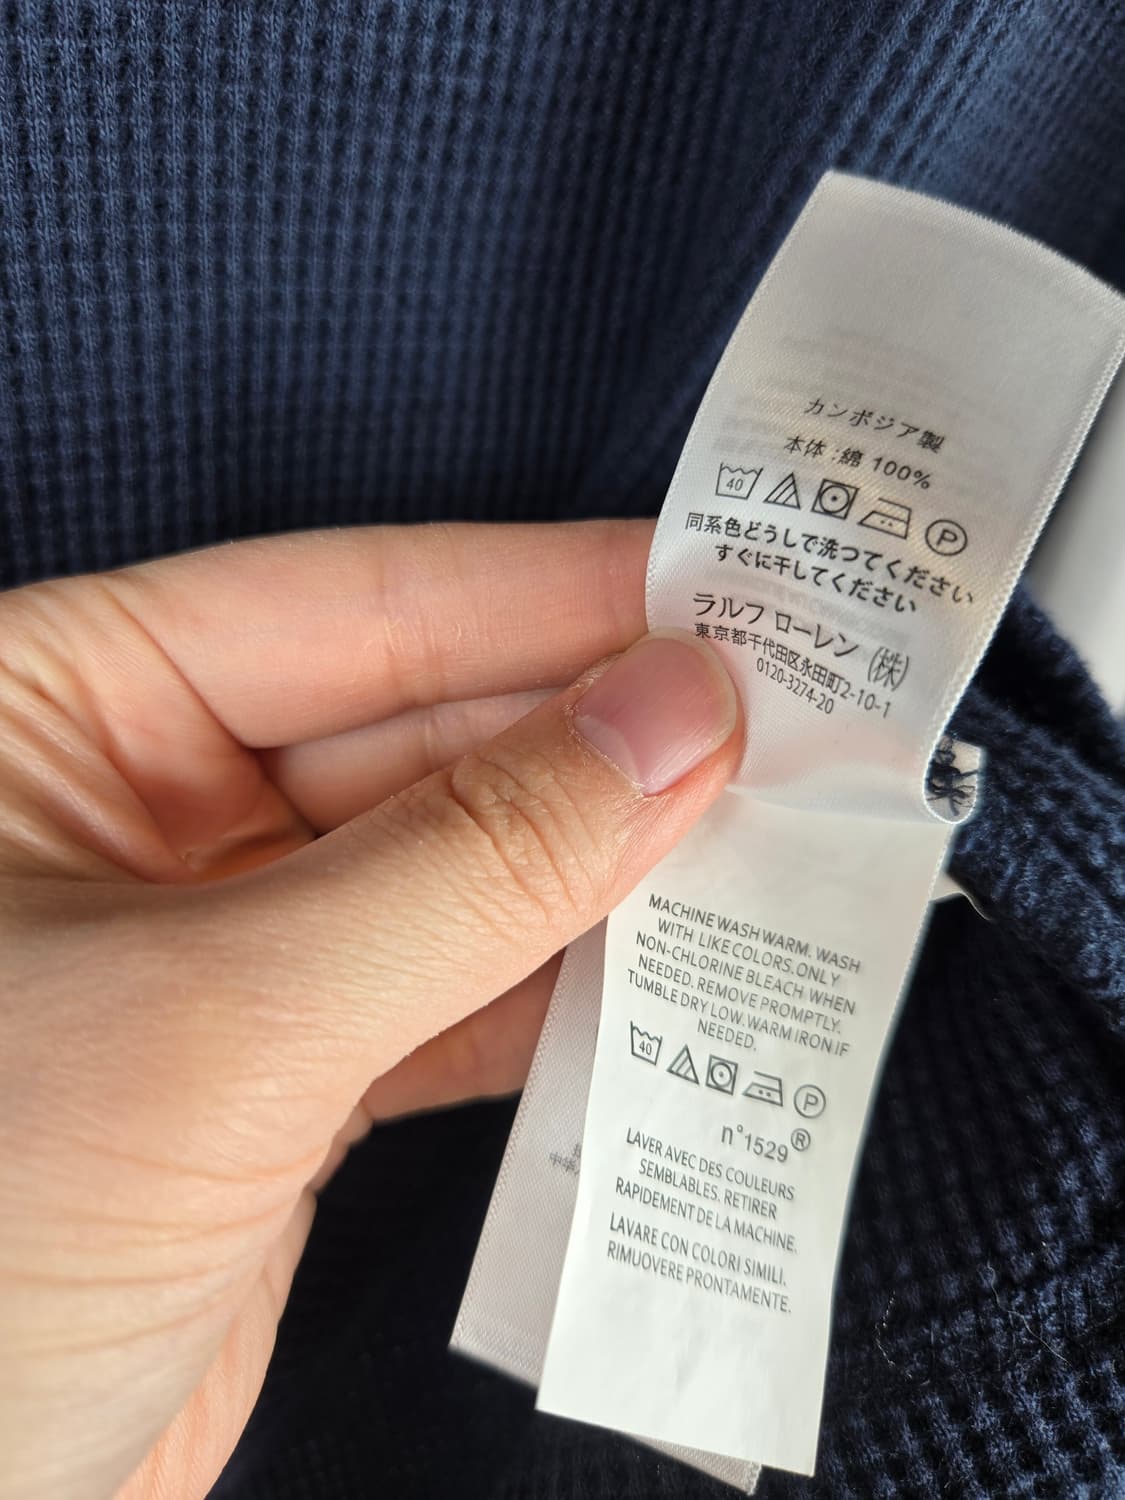 カンボジア製
本体:綿 100%
40 P
同系色どうしで洗つてください
すぐに干してください
ラルフ ローレン (株)
東京都千代田区永田町2-10-1
0120-3274-20
MACHINE WASH WARM. WASH
WITH LIKE COLORS. ONLY
NON-CHLORINE BLEACH WHEN
NEEDED. REMOVE PROMPTLY.
TUMBLE DRY LOW. WARM IRON IF
NEEDED.
40 P
n°1529®
LAVER AVEC DES COULEURS
SEMBLABLES. RETIRER
RAPIDEMENT DE LA MACHINE.
LAVARE CON COLORI SIMILI.
RIMUOVERE PRONTAMENTE.